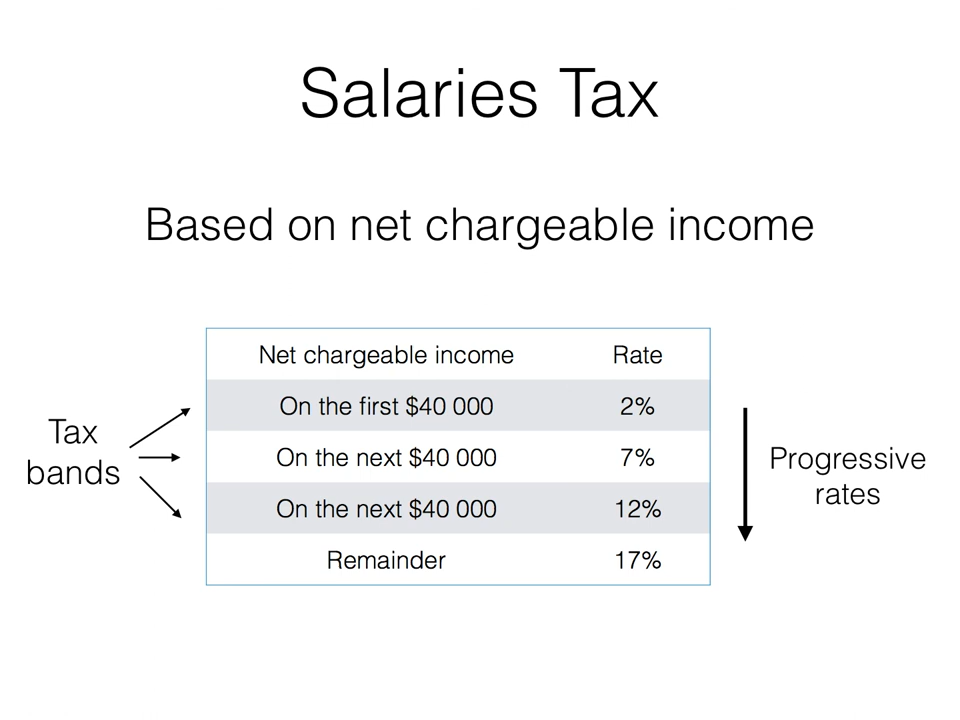 Salaries Tax
Based on net chargeable income
Net chargeable income Rate
On the first $40 000 2%
On the next $40 000 7%
On the next $40 000 12%
Remainder 17%
Tax
bands
Progressive
rates